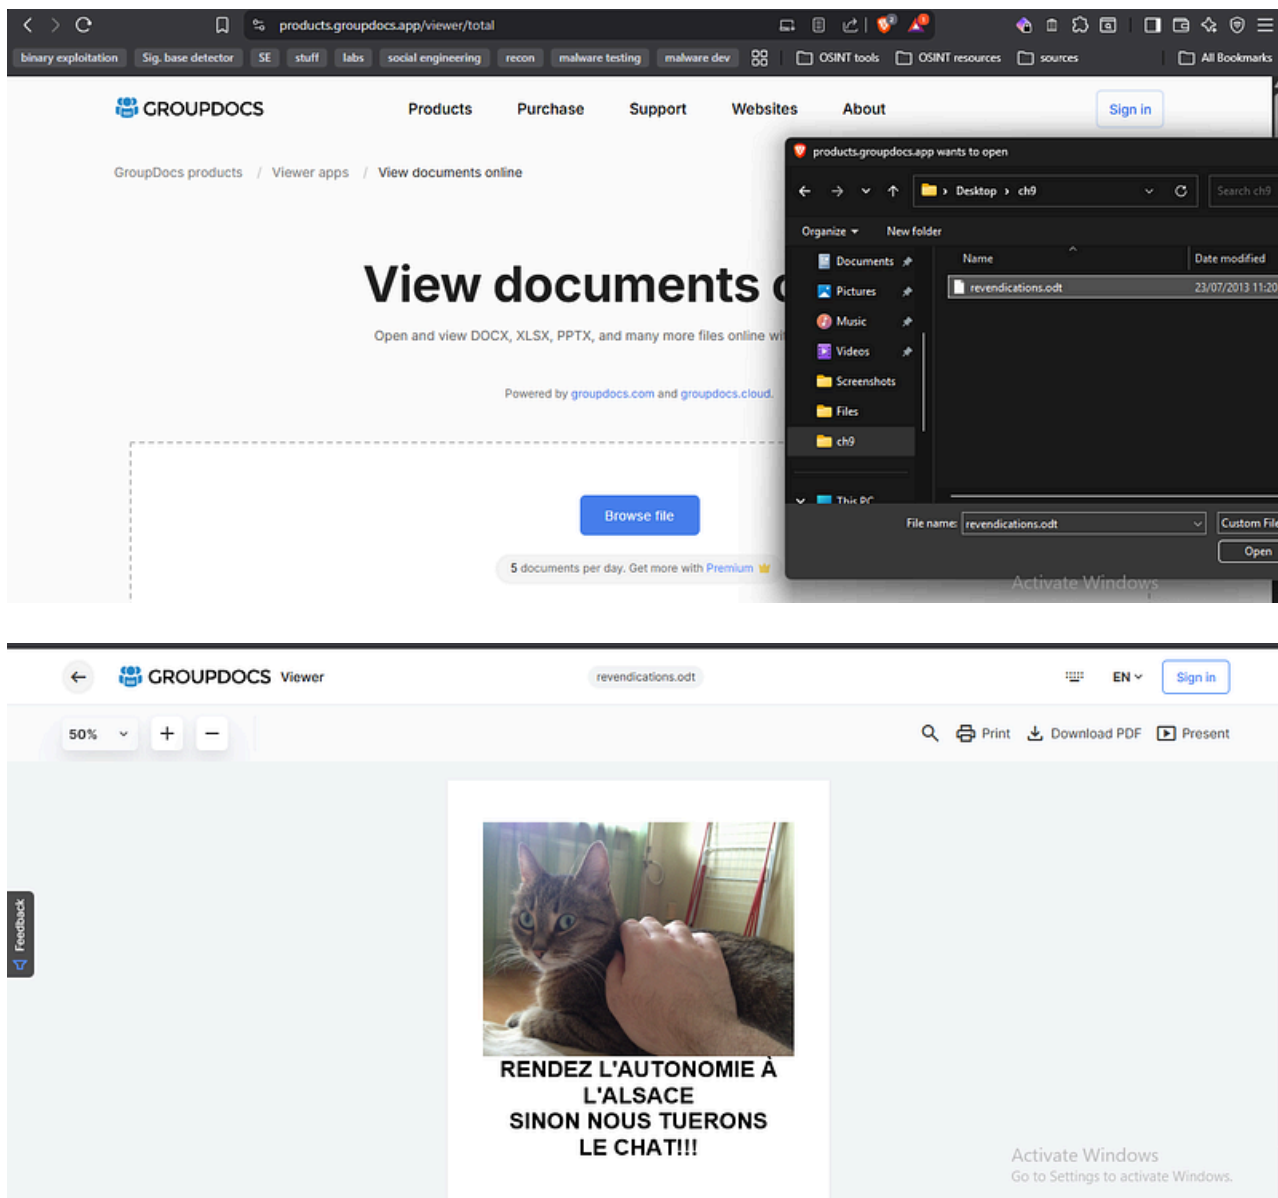 products.groupdocs.app/viewer/total
binary exploitation Sig. base detector SE stuff labs social engineering recon malware testing malware dev OSINT tools OSINT resources sources All Bookmarks
GROUPDOCS Products Purchase Support Websites About Sign in
GroupDocs products / Viewer apps / View documents online
View documents
Open and view DOCX, XLSX, PPTX, and many more files online
Powered by groupdocs.com and groupdocs.cloud.
Browse file
5 documents per day. Get more with Premium
products.groupdocs.app wants to open
Desktop › ch9 Search ch9
Organize New folder
Name Date modified
Documents
Pictures
Music
Videos
Screenshots
Files
ch9
This PC
revendications.odt 23/07/2013 11:20
File name: revendications.odt Custom File
Open
Activate Windows
GROUPDOCS Viewer revendications.odt EN Sign in
50% + − Print Download PDF Present
Feedback
RENDEZ L'AUTONOMIE À
L'ALSACE
SINON NOUS TUERONS
LE CHAT!!!
Activate Windows
Go to Settings to activate Windows.